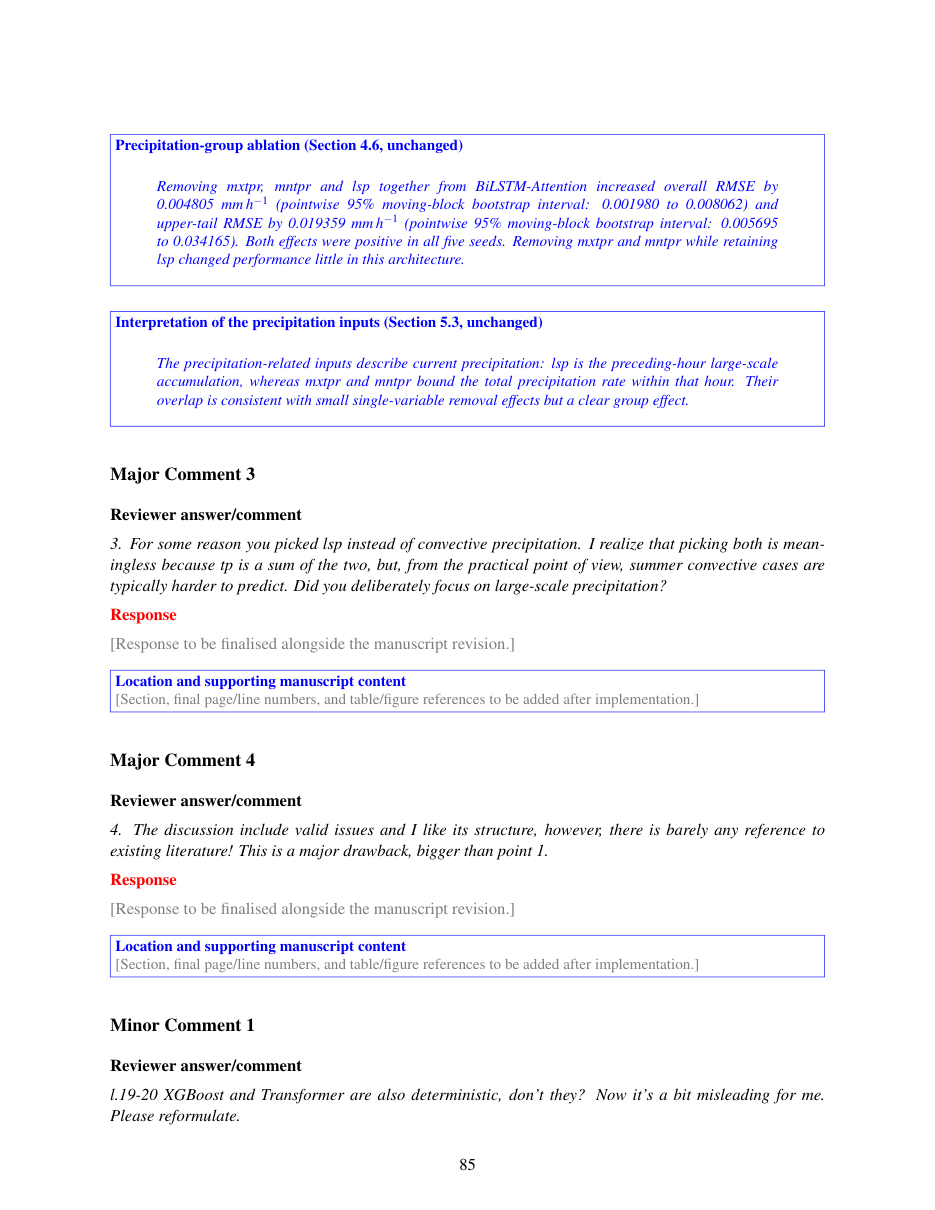 Precipitation-group ablation (Section 4.6, unchanged)
Removing mxtpr, mntpr and lsp together from BiLSTM-Attention increased overall RMSE by
0.004805 mm h⁻¹ (pointwise 95% moving-block bootstrap interval: 0.001980 to 0.008062) and
upper-tail RMSE by 0.019359 mm h⁻¹ (pointwise 95% moving-block bootstrap interval: 0.005695
to 0.034165). Both effects were positive in all five seeds. Removing mxtpr and mntpr while retaining
lsp changed performance little in this architecture.
Interpretation of the precipitation inputs (Section 5.3, unchanged)
The precipitation-related inputs describe current precipitation: lsp is the preceding-hour large-scale
accumulation, whereas mxtpr and mntpr bound the total precipitation rate within that hour. Their
overlap is consistent with small single-variable removal effects but a clear group effect.
Major Comment 3
Reviewer answer/comment
3. For some reason you picked lsp instead of convective precipitation. I realize that picking both is mean-
ingless because tp is a sum of the two, but, from the practical point of view, summer convective cases are
typically harder to predict. Did you deliberately focus on large-scale precipitation?
Response
[Response to be finalised alongside the manuscript revision.]
Location and supporting manuscript content
[Section, final page/line numbers, and table/figure references to be added after implementation.]
Major Comment 4
Reviewer answer/comment
4. The discussion include valid issues and I like its structure, however, there is barely any reference to
existing literature! This is a major drawback, bigger than point 1.
Response
[Response to be finalised alongside the manuscript revision.]
Location and supporting manuscript content
[Section, final page/line numbers, and table/figure references to be added after implementation.]
Minor Comment 1
Reviewer answer/comment
l.19-20 XGBoost and Transformer are also deterministic, don't they? Now it's a bit misleading for me.
Please reformulate.
85